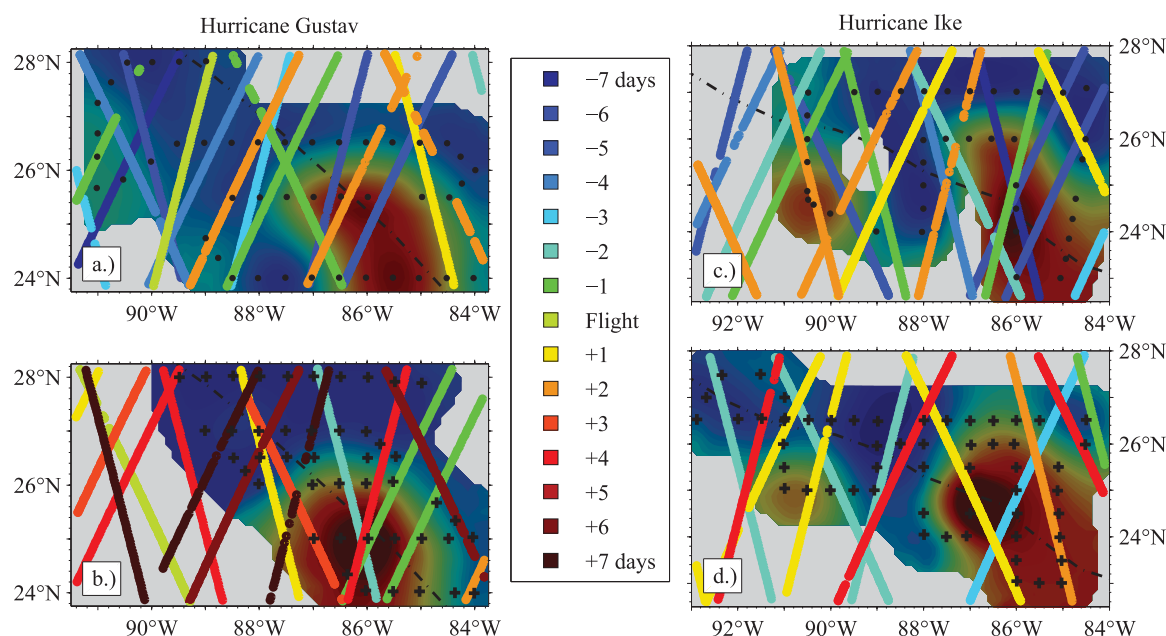 Hurricane Gustav
Hurricane Ike
28°N
26°N
24°N
a.)
90°W 88°W 86°W 84°W
28°N
26°N
24°N
b.)
90°W 88°W 86°W 84°W
−7 days
−6
−5
−4
−3
−2
−1
Flight
+1
+2
+3
+4
+5
+6
+7 days
28°N
26°N
24°N
c.)
92°W 90°W 88°W 86°W 84°W
28°N
26°N
24°N
d.)
92°W 90°W 88°W 86°W 84°W